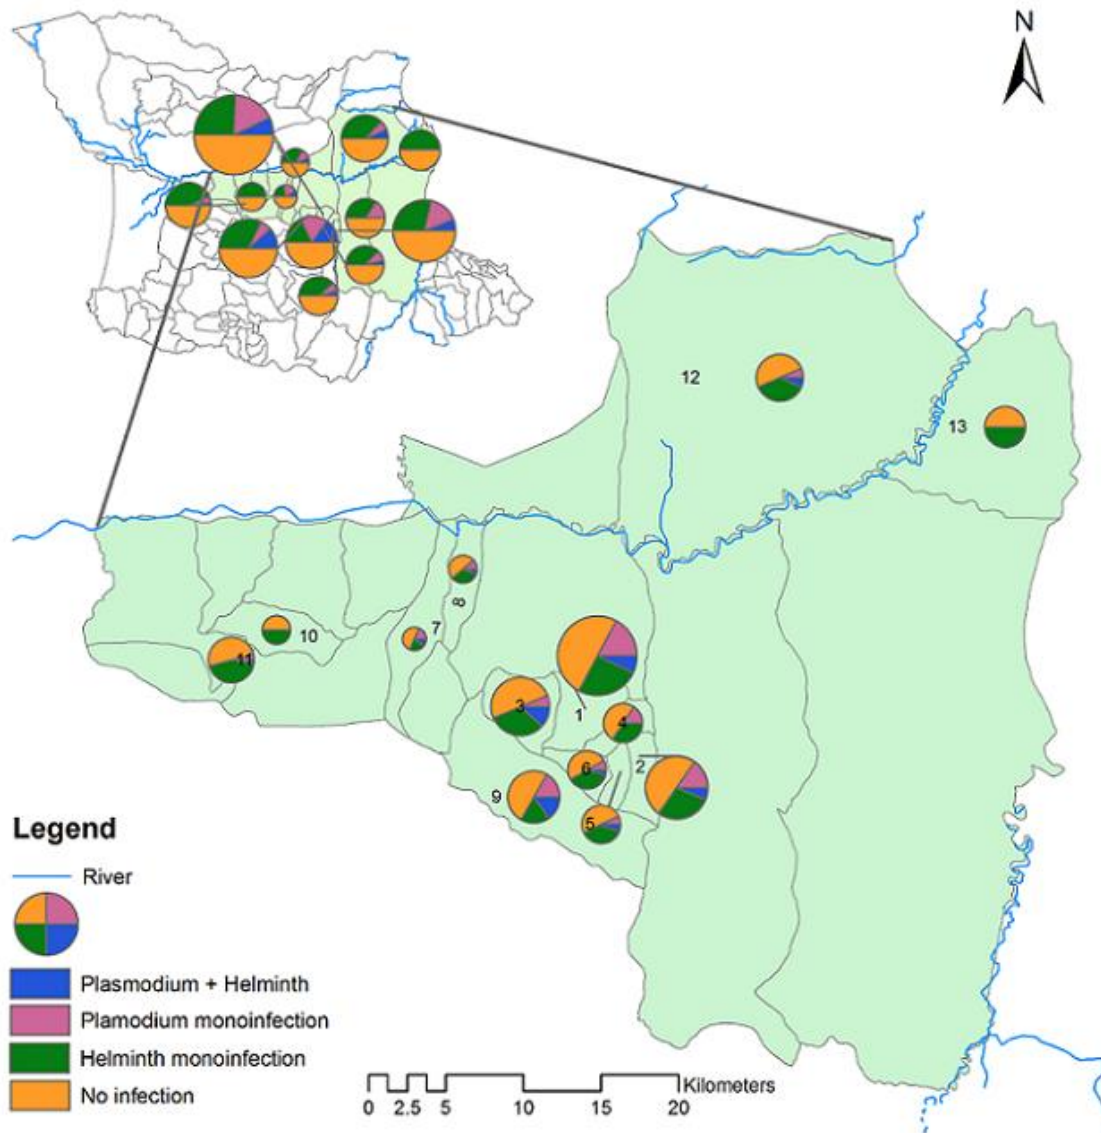 N
12
13
8
7
10
11
3
1
4
6
2
9
5
Legend
River
Plasmodium + Helminth
Plamodium monoinfection
Helminth monoinfection
No infection
Kilometers
0 2.5 5 10 15 20